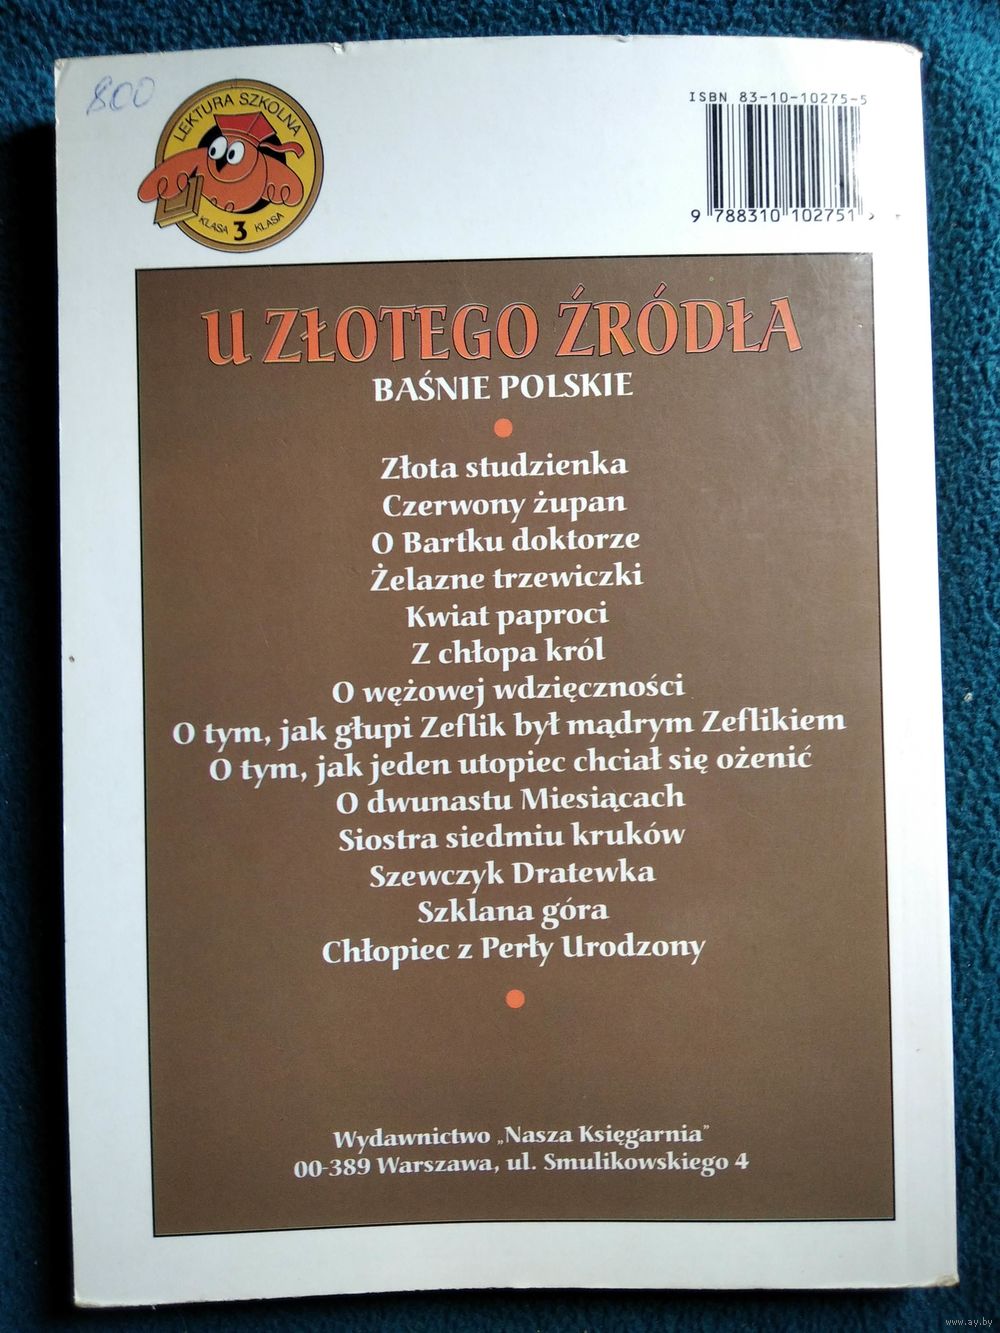 800
LEKTURA SZKOLNA
KLASA 3 KLASA
ISBN 83-10-10275-5
9 788310 102751 >
U ZŁOTEGO ŹRÓDŁA
BAŚNIE POLSKIE
Złota studzienka
Czerwony żupan
O Bartku doktorze
Żelazne trzewiczki
Kwiat paproci
Z chłopa król
O wężowej wdzięczności
O tym, jak głupi Zeflik był mądrym Zeflikiem
O tym, jak jeden utopiec chciał się ożenić
O dwunastu Miesiącach
Siostra siedmiu kruków
Szewczyk Dratewka
Szklana góra
Chłopiec z Perły Urodzony
Wydawnictwo „Nasza Księgarnia”
00-389 Warszawa, ul. Smulikowskiego 4
www.ay.by